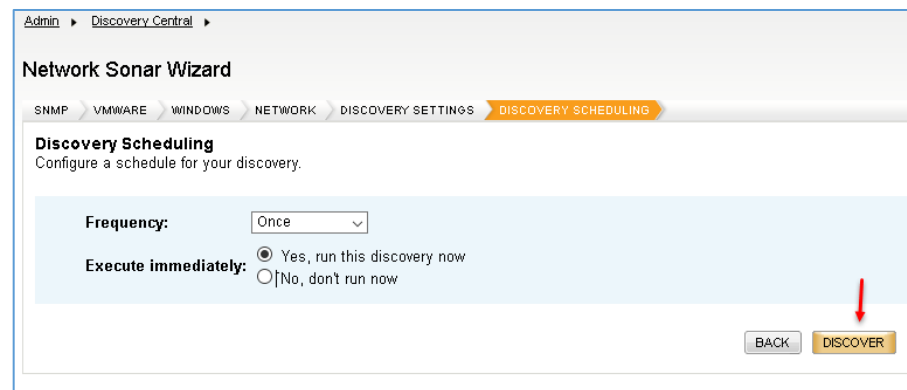 Admin ▸ Discovery Central ▸
Network Sonar Wizard
SNMP VMWARE WINDOWS NETWORK DISCOVERY SETTINGS DISCOVERY SCHEDULING
Discovery Scheduling
Configure a schedule for your discovery.
Frequency: Once
Execute immediately: Yes, run this discovery now
No, don't run now
BACK DISCOVER